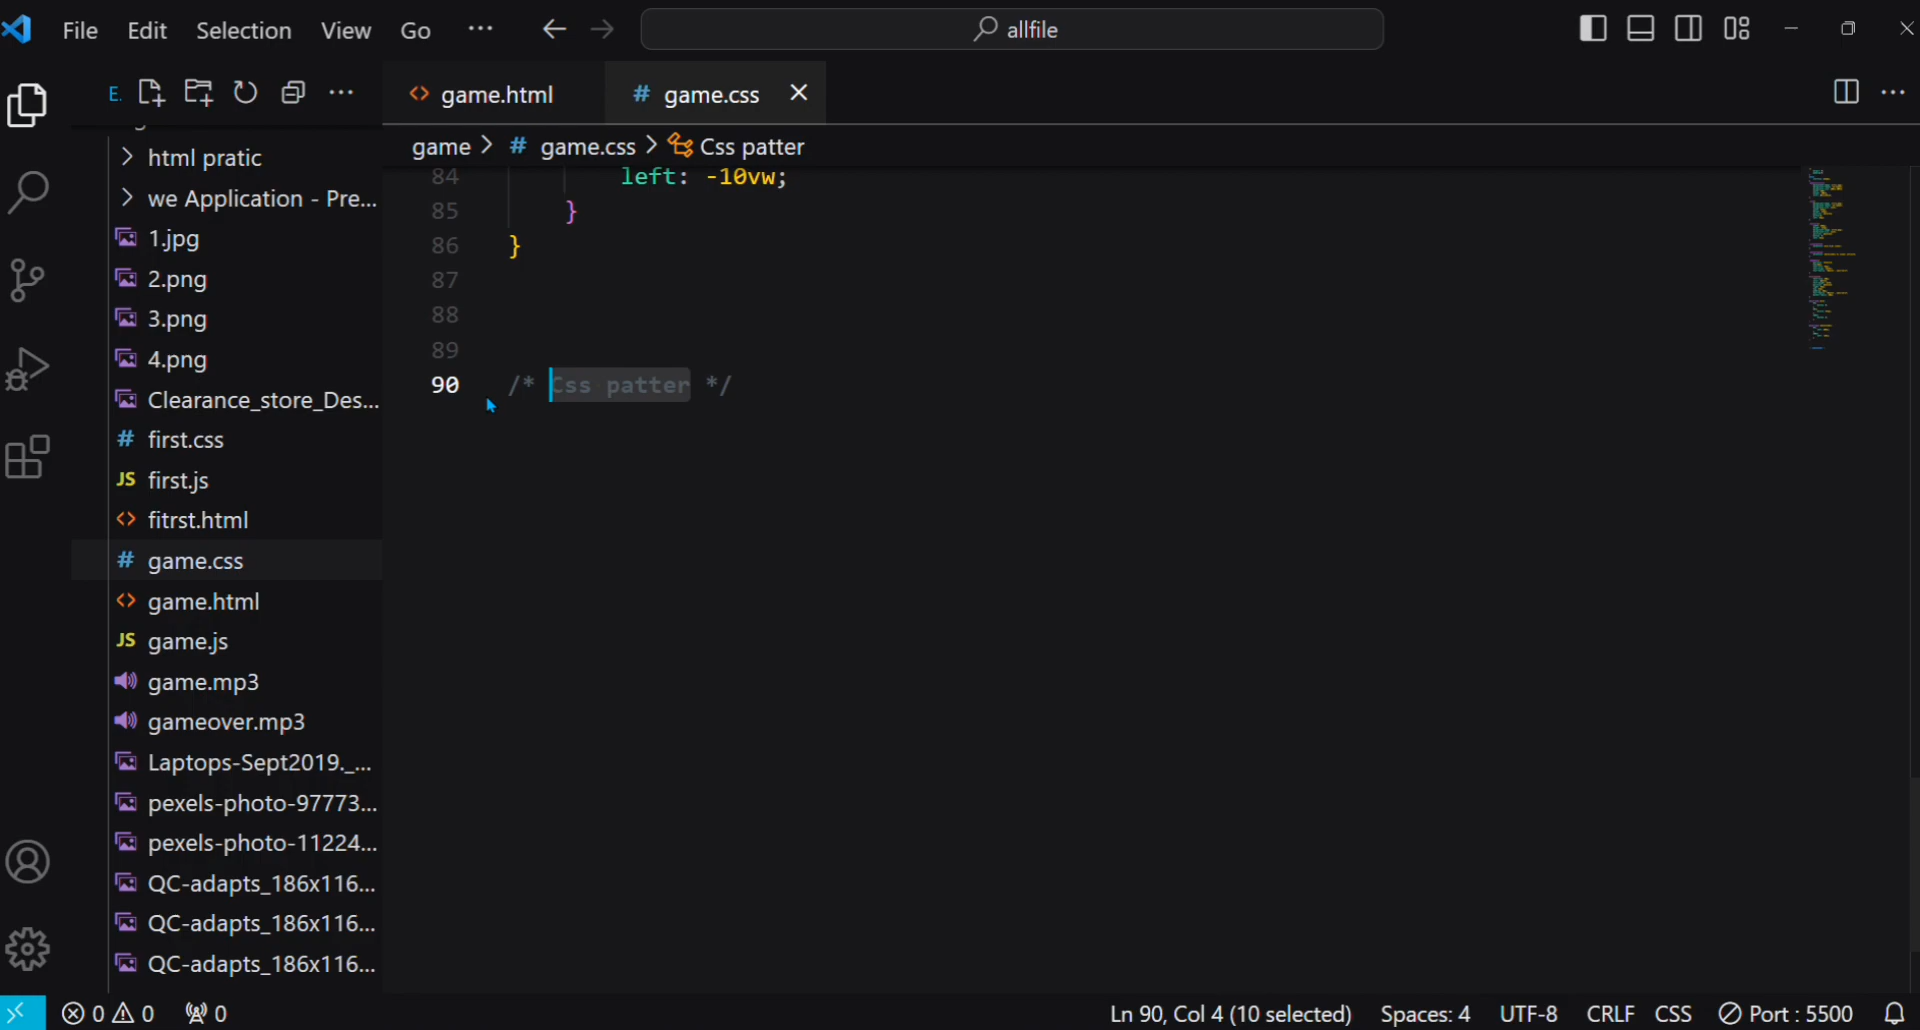 File Edit Selection View Go ···
allfile
E.
game.html
# game.css
game > # game.css > Css patter
html pratic
we Application - Pre...
1.jpg
2.png
3.png
4.png
Clearance_store_Des...
# first.css
JS first.js
<> fitrst.html
# game.css
<> game.html
JS game.js
game.mp3
gameover.mp3
Laptops-Sept2019._...
pexels-photo-97773...
pexels-photo-11224...
QC-adapts_186x116...
QC-adapts_186x116...
QC-adapts_186x116...
84 left: -10vw;
85 }
86 }
87
88
89
90 /* Css patter */
0 0 0
Ln 90, Col 4 (10 selected) Spaces: 4 UTF-8 CRLF CSS Port : 5500